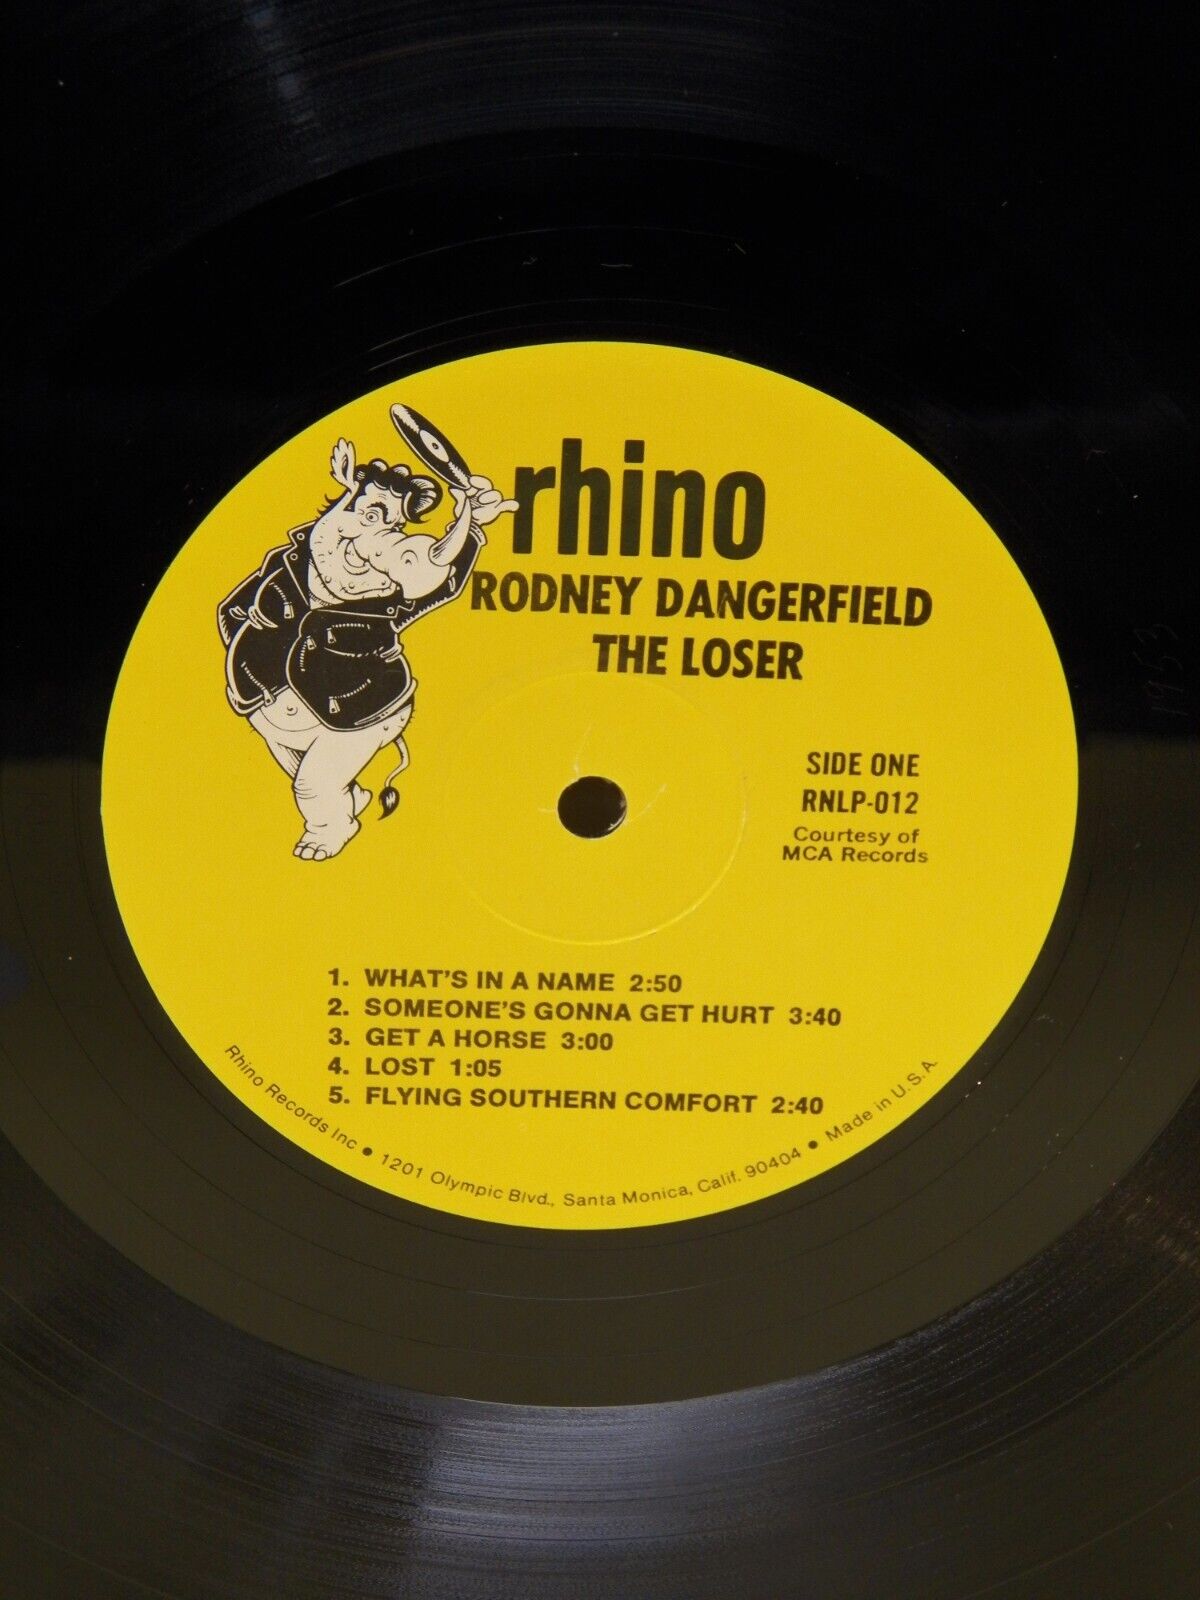 rhino
RODNEY DANGERFIELD
THE LOSER
SIDE ONE
RNLP-012
Courtesy of
MCA Records
1. WHAT'S IN A NAME 2:50
2. SOMEONE'S GONNA GET HURT 3:40
3. GET A HORSE 3:00
4. LOST 1:05
5. FLYING SOUTHERN COMFORT 2:40
Rhino Records Inc • 1201 Olympic Blvd., Santa Monica, Calif. 90404 • Made in U.S.A.